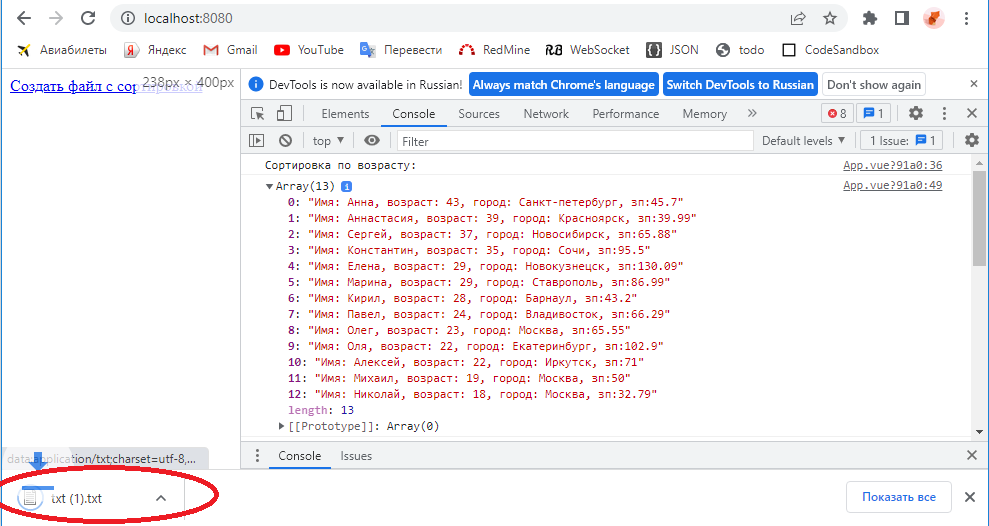 localhost:8080
Авиабилеты Яндекс Gmail YouTube Перевести RedMine WebSocket JSON todo CodeSandbox
Создать файл с сортировкой
238px × 400px
DevTools is now available in Russian! Always match Chrome's language Switch DevTools to Russian Don't show again
Elements Console Sources Network Performance Memory 8 1
top Filter Default levels 1 Issue: 1
Сортировка по возрасту: App.vue?91a0:36
Array(13) App.vue?91a0:49
0: "Имя: Анна, возраст: 43, город: Санкт-петербург, зп:45.7"
1: "Имя: Аннастасия, возраст: 39, город: Красноярск, зп:39.99"
2: "Имя: Сергей, возраст: 37, город: Новосибирск, зп:65.88"
3: "Имя: Константин, возраст: 35, город: Сочи, зп:95.5"
4: "Имя: Елена, возраст: 29, город: Новокузнецск, зп:130.09"
5: "Имя: Марина, возраст: 29, город: Ставрополь, зп:86.99"
6: "Имя: Кирил, возраст: 28, город: Барнаул, зп:43.2"
7: "Имя: Павел, возраст: 24, город: Владивосток, зп:66.29"
8: "Имя: Олег, возраст: 23, город: Москва, зп:65.55"
9: "Имя: Оля, возраст: 22, город: Екатеринбург, зп:102.9"
10: "Имя: Алексей, возраст: 22, город: Иркутск, зп:71"
11: "Имя: Михаил, возраст: 19, город: Москва, зп:50"
12: "Имя: Николай, возраст: 18, город: Москва, зп:32.79"
length: 13
[[Prototype]]: Array(0)
data:application/txt;charset=utf-8,...
Console Issues
txt (1).txt
Показать все